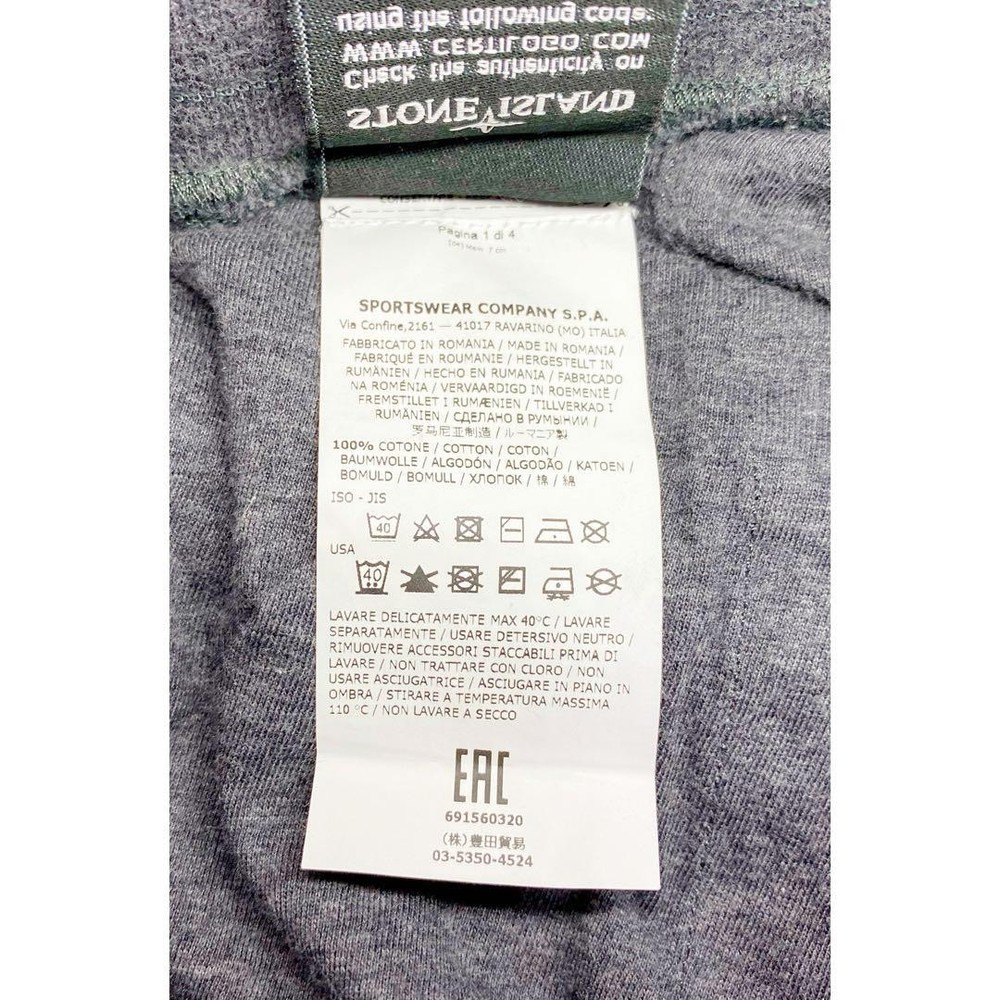 using the following code:
WWW CERTILOGO COM
Check the authenticity on
STONE ISLAND
Pagina 1 di 4
SPORTSWEAR COMPANY S.P.A.
Via Confine,2161 — 41017 RAVARINO (MO) ITALIA
FABBRICATO IN ROMANIA / MADE IN ROMANIA /
FABRIQUÉ EN ROUMANIE / HERGESTELLT IN
RUMÄNIEN / HECHO EN RUMANIA / FABRICADO
NA ROMÉNIA / VERVAARDIGD IN ROEMENIË /
FREMSTILLET I RUMÆNIEN / TILLVERKAD I
RUMÄNIEN / СДЕЛАНО В РУМЫНИИ /
罗马尼亚制造 / ルーマニア製
100% COTONE / COTTON / COTON /
BAUMWOLLE / ALGODÓN / ALGODÃO / KATOEN /
BOMULD / BOMULL / ХЛОПОК / 棉 / 綿
ISO - JIS
40
USA
40
LAVARE DELICATAMENTE MAX 40°C / LAVARE
SEPARATAMENTE / USARE DETERSIVO NEUTRO /
RIMUOVERE ACCESSORI STACCABILI PRIMA DI
LAVARE / NON TRATTARE CON CLORO / NON
USARE ASCIUGATRICE / ASCIUGARE IN PIANO IN
OMBRA / STIRARE A TEMPERATURA MASSIMA
110 °C / NON LAVARE A SECCO
EAC
691560320
(株)豊田貿易
03-5350-4524